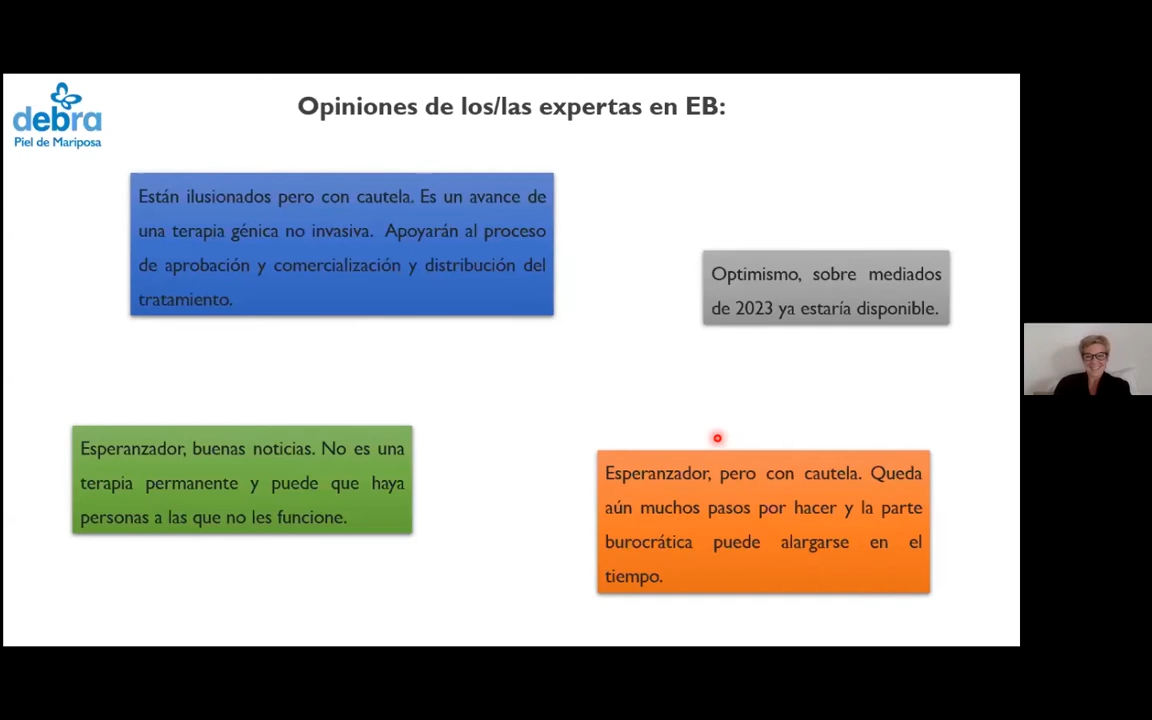 debra
Piel de Mariposa
Opiniones de los/las expertas en EB:
Están ilusionados pero con cautela. Es un avance de
una terapia génica no invasiva. Apoyarán al proceso
de aprobación y comercialización y distribución del
tratamiento.
Optimismo, sobre mediados
de 2023 ya estaría disponible.
Esperanzador, buenas noticias. No es una
terapia permanente y puede que haya
personas a las que no les funcione.
Esperanzador, pero con cautela. Queda
aún muchos pasos por hacer y la parte
burocrática puede alargarse en el
tiempo.